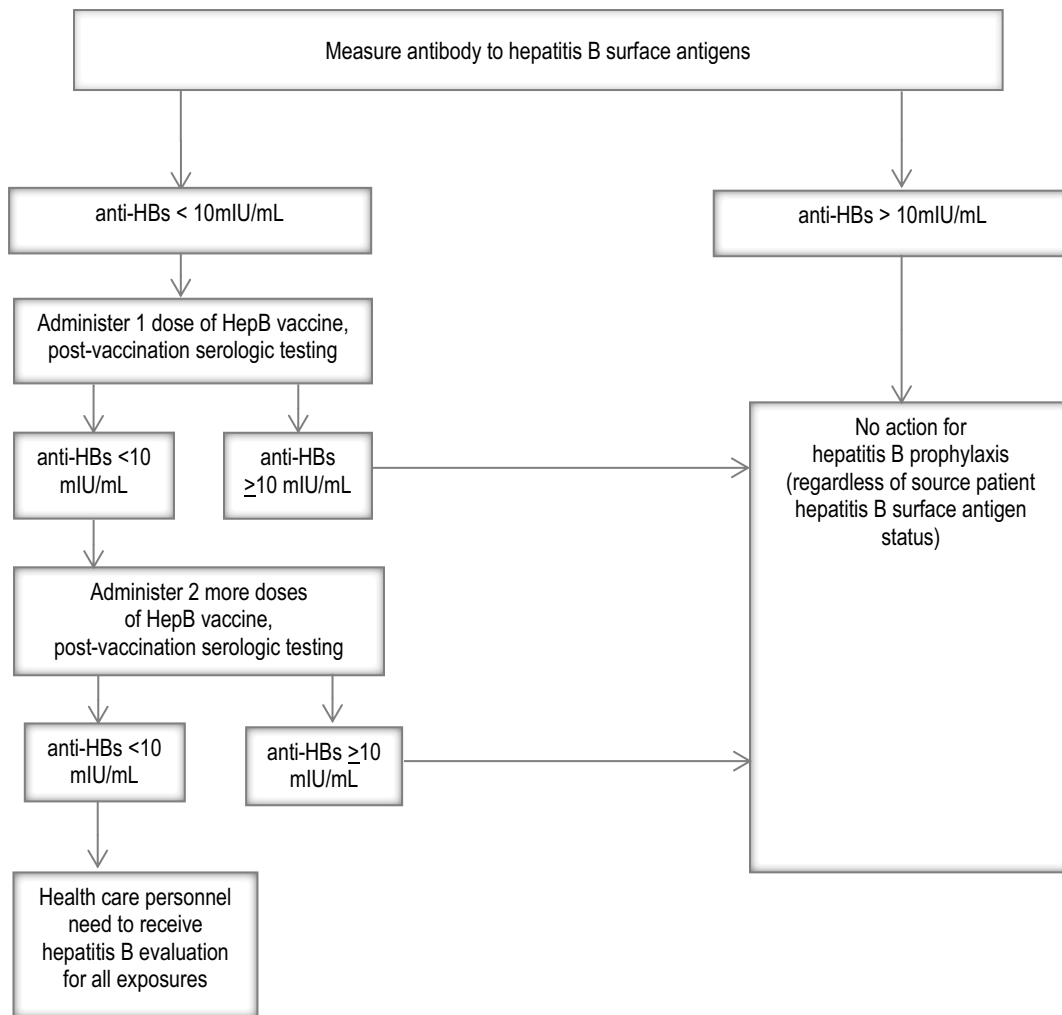 Measure antibody to hepatitis B surface antigens
anti-HBs < 10mIU/mL
anti-HBs > 10mIU/mL
Administer 1 dose of HepB vaccine,
post-vaccination serologic testing
anti-HBs <10
mIU/mL
anti-HBs
≥10 mIU/mL
No action for
hepatitis B prophylaxis
(regardless of source patient
hepatitis B surface antigen
status)
Administer 2 more doses
of HepB vaccine,
post-vaccination serologic testing
anti-HBs <10
mIU/mL
anti-HBs ≥10
mIU/mL
Health care personnel
need to receive
hepatitis B evaluation
for all exposures